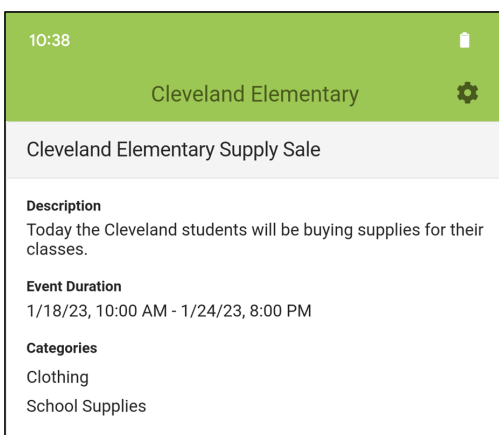 10:38
Cleveland Elementary
Cleveland Elementary Supply Sale
Description
Today the Cleveland students will be buying supplies for their
classes.
Event Duration
1/18/23, 10:00 AM - 1/24/23, 8:00 PM
Categories
Clothing
School Supplies